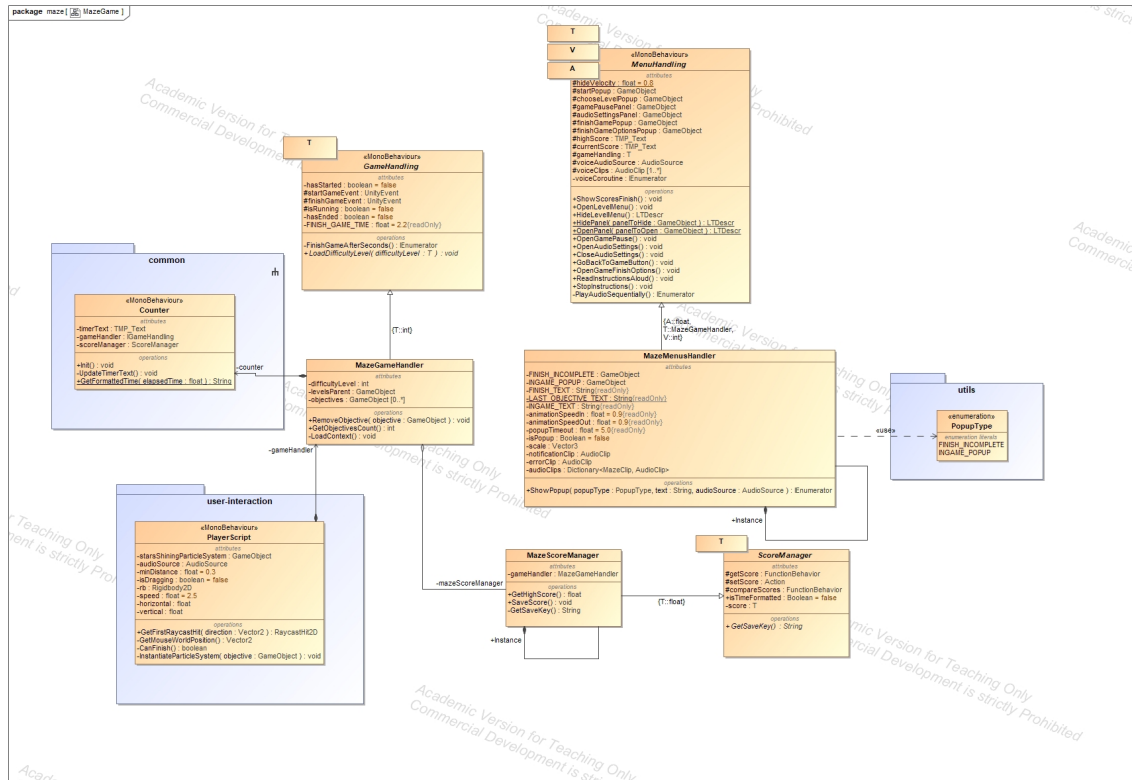 package maze [ MazeGame ]
T
V
A
«MonoBehaviour»
MenuHandling
attributes
#hideVelocity : float = 0.8
#startPopup : GameObject
#chooseLevelPopup : GameObject
#gamePausePanel : GameObject
#audioSettingsPanel : GameObject
#finishGamePopup : GameObject
#finishGameOptionsPopup : GameObject
#highScore : TMP_Text
#currentScore : TMP_Text
#gameHandling : T
#voiceAudioSource : AudioSource
#voiceClips : AudioClip [1..*]
-voiceCoroutine : IEnumerator
operations
+ShowScoresFinish() : void
+OpenLevelMenu() : void
+HideLevelMenu() : LTDescr
+HidePanel( panelToHide : GameObject ) : LTDescr
+OpenPanel( panelToOpen : GameObject ) : LTDescr
+OpenGamePause() : void
+OpenAudioSettings() : void
+CloseAudioSettings() : void
+GoBackToGameButton() : void
+OpenGameFinishOptions() : void
+ReadInstructionsAloud() : void
+StopInstructions() : void
-PlayAudioSequentially() : IEnumerator
T
«MonoBehaviour»
GameHandling
attributes
-hasStarted : boolean = false
#startGameEvent : UnityEvent
#finishGameEvent : UnityEvent
#isRunning : boolean = false
-hasEnded : boolean = false
-FINISH_GAME_TIME : float = 2.2{readOnly}
operations
-FinishGameAfterSeconds() : IEnumerator
+LoadDifficultyLevel( difficultyLevel : T ) : void
common
«MonoBehaviour»
Counter
attributes
-timerText : TMP_Text
-gameHandler : IGameHandling
-scoreManager : ScoreManager
operations
+Init() : void
-UpdateTimerText() : void
+GetFormattedTime( elapsedTime : float ) : String
-counter
{T::int}
{A::float,
T::MazeGameHandler,
V::int}
MazeGameHandler
attributes
-difficultyLevel : int
-levelsParent : GameObject
-objectives : GameObject [0..*]
operations
+RemoveObjective( objective : GameObject ) : void
+GetObjectivesCount() : int
-LoadContext() : void
-gameHandler
MazeMenusHandler
attributes
-FINISH_INCOMPLETE : GameObject
-INGAME_POPUP : GameObject
-FINISH_TEXT : String{readOnly}
-LAST_OBJECTIVE_TEXT : String{readOnly}
-INGAME_TEXT : String{readOnly}
-animationSpeedIn : float = 0.9{readOnly}
-animationSpeedOut : float = 0.9{readOnly}
-popupTimeout : float = 5.0{readOnly}
-isPopup : Boolean = false
-scale : Vector3
-notificationClip : AudioClip
-errorClip : AudioClip
-audioClips : Dictionary<MazeClip, AudioClip>
operations
+ShowPopup( popupType : PopupType, text : String, audioSource : AudioSource ) : IEnumerator
+Instance
«use»
utils
«enumeration»
PopupType
enumeration literals
FINISH_INCOMPLETE
INGAME_POPUP
user-interaction
«MonoBehaviour»
PlayerScript
attributes
-starsShiningParticleSystem : GameObject
-audioSource : AudioSource
-minDistance : float = 0.3
-isDragging : boolean = false
-rb : Rigidbody2D
-speed : float = 2.5
-horizontal : float
-vertical : float
operations
+GetFirstRaycastHit( direction : Vector2 ) : RaycastHit2D
-GetMouseWorldPosition() : Vector2
-CanFinish() : boolean
-InstantiateParticleSystem( objective : GameObject ) : void
-mazeScoreManager
MazeScoreManager
attributes
-gameHandler : MazeGameHandler
operations
+GetHighScore() : float
+SaveScore() : void
-GetSaveKey() : String
+Instance
{T::float}
T
ScoreManager
attributes
#getScore : FunctionBehavior
#setScore : Action
#compareScores : FunctionBehavior
+isTimeFormatted : Boolean = false
-score : T
operations
+GetSaveKey() : String
Academic Version for Teaching Only
Commercial Development is strictly Prohibited